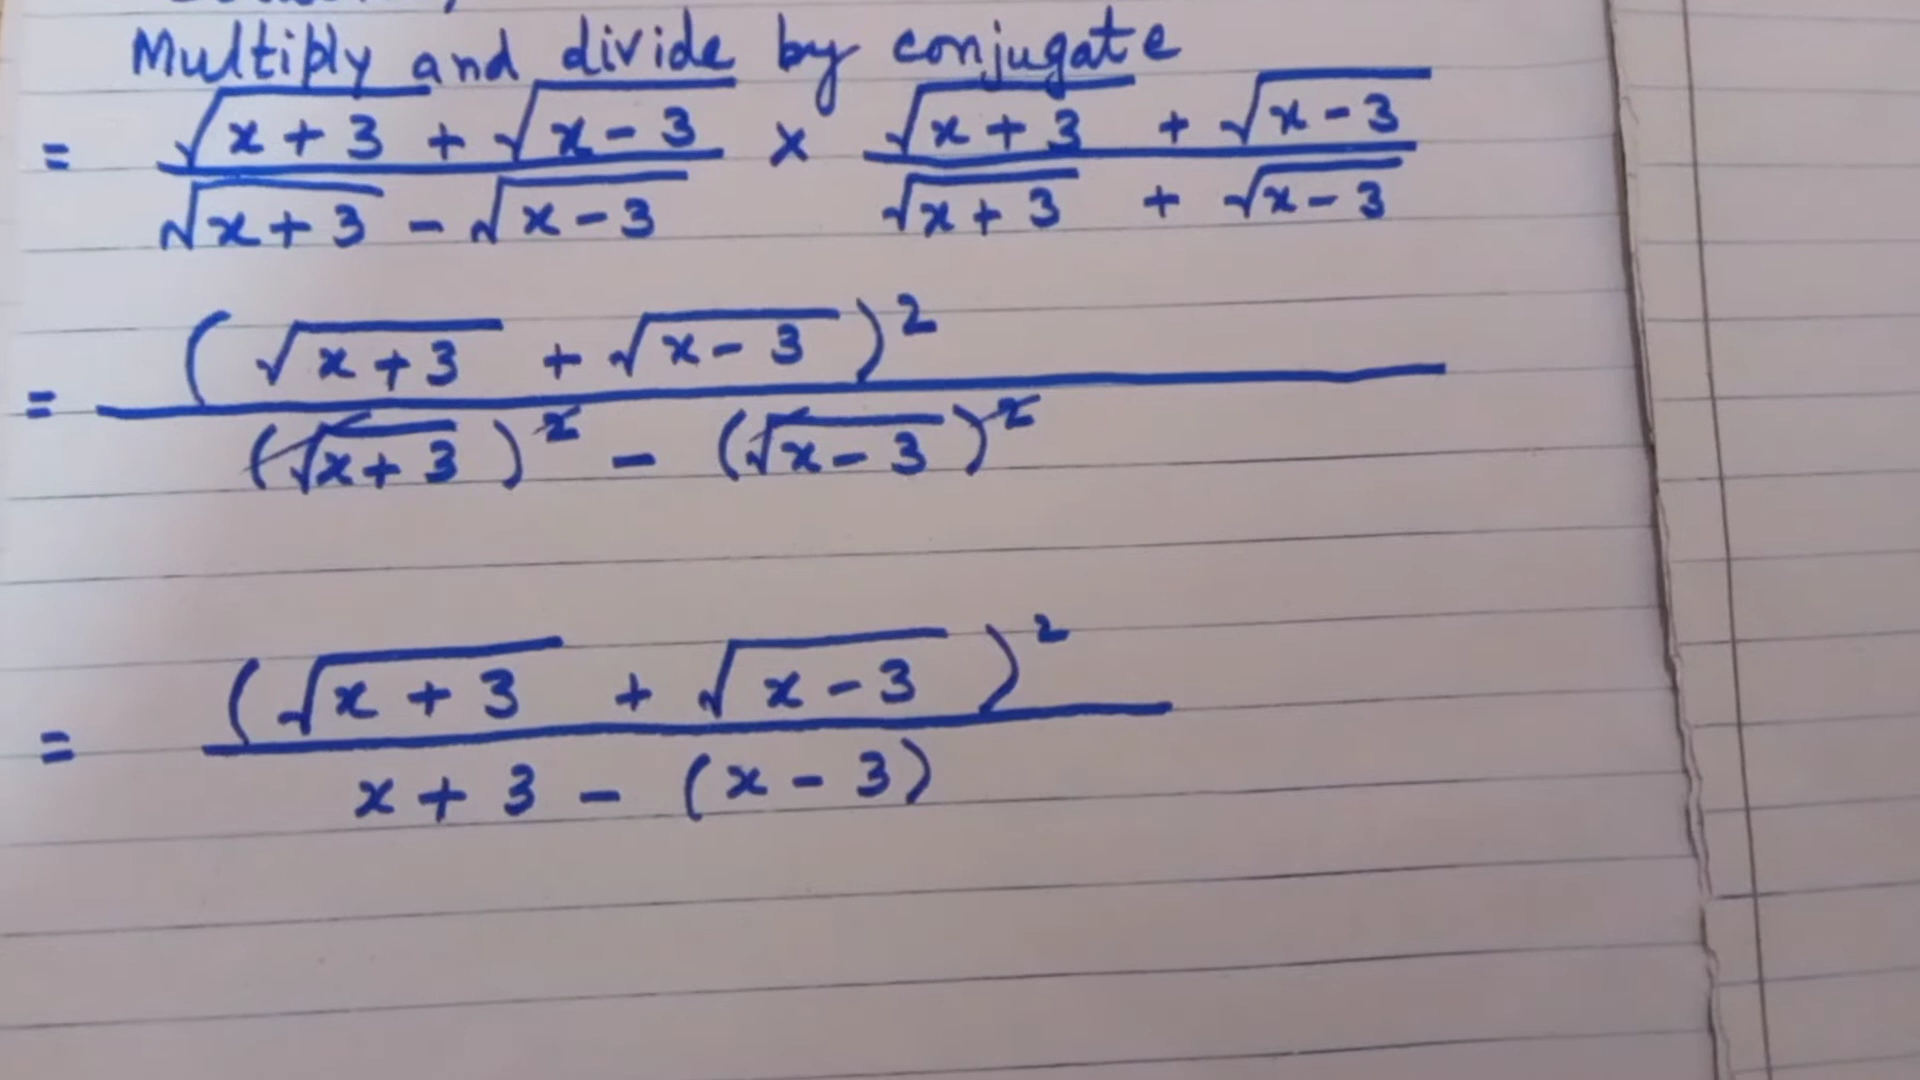 Multiply and divide by conjugate
= (√(x+3) + √(x-3)) / (√(x+3) - √(x-3)) × (√(x+3) + √(x-3)) / (√(x+3) + √(x-3))
= (√(x+3) + √(x-3))² / ((√(x+3))² - (√(x-3))²)
= (√(x+3) + √(x-3))² / (x+3-(x-3))